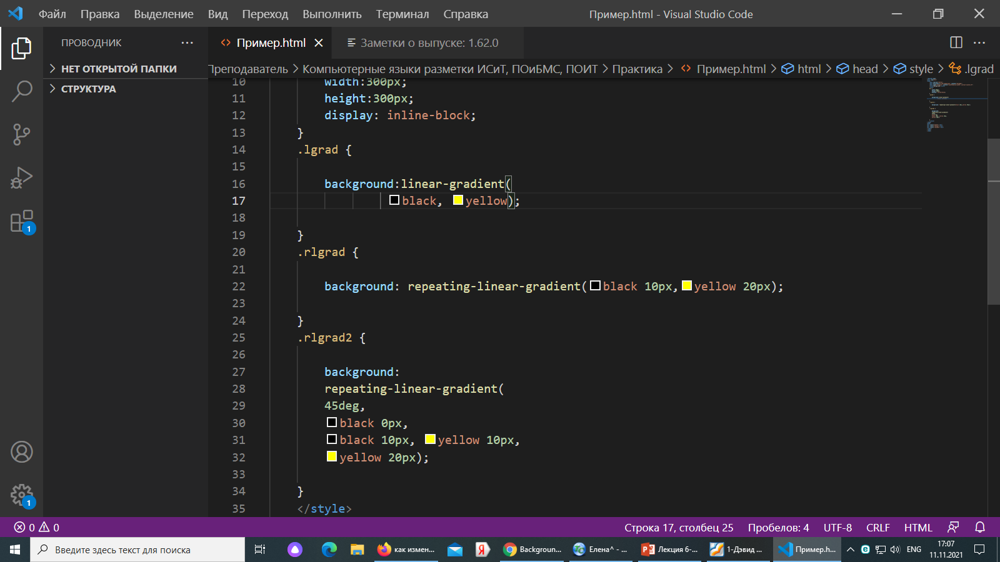 Файл Правка Выделение Вид Переход Выполнить Терминал Справка Пример.html - Visual Studio Code
ПРОВОДНИК ··· <> Пример.html × Заметки о выпуске: 1.62.0 ···
> НЕТ ОТКРЫТОЙ ПАПКИ
> СТРУКТУРА
Преподаватель > Компьютерные языки разметки ИСиТ, ПОиБМС, ПОИТ > Практика > <> Пример.html > html > head > style > .lgrad
10 width:300px;
11 height:300px;
12 display: inline-block;
13 }
14 .lgrad {
15
16 background:linear-gradient(
17 black, yellow);
18
19 }
20 .rlgrad {
21
22 background: repeating-linear-gradient(black 10px,yellow 20px);
23
24 }
25 .rlgrad2 {
26
27 background:
28 repeating-linear-gradient(
29 45deg,
30 black 0px,
31 black 10px, yellow 10px,
32 yellow 20px);
33
34 }
35 </style>
1
1
0 0 Строка 17, столбец 25 Пробелов: 4 UTF-8 CRLF HTML
Введите здесь текст для поиска Я как измен... Backgroun... Елена^ - ... Лекция 6-... 1-Дэвид ... Пример.h... ENG 17:07
11.11.2021